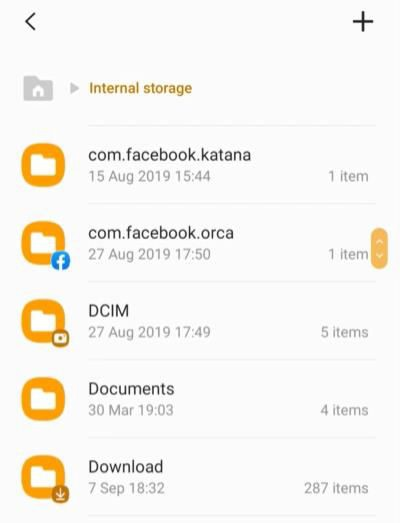 Internal storage
com.facebook.katana
15 Aug 2019 15:44 1 item
com.facebook.orca
27 Aug 2019 17:50 1 item
DCIM
27 Aug 2019 17:49 5 items
Documents
30 Mar 19:03 4 items
Download
7 Sep 18:32 287 items